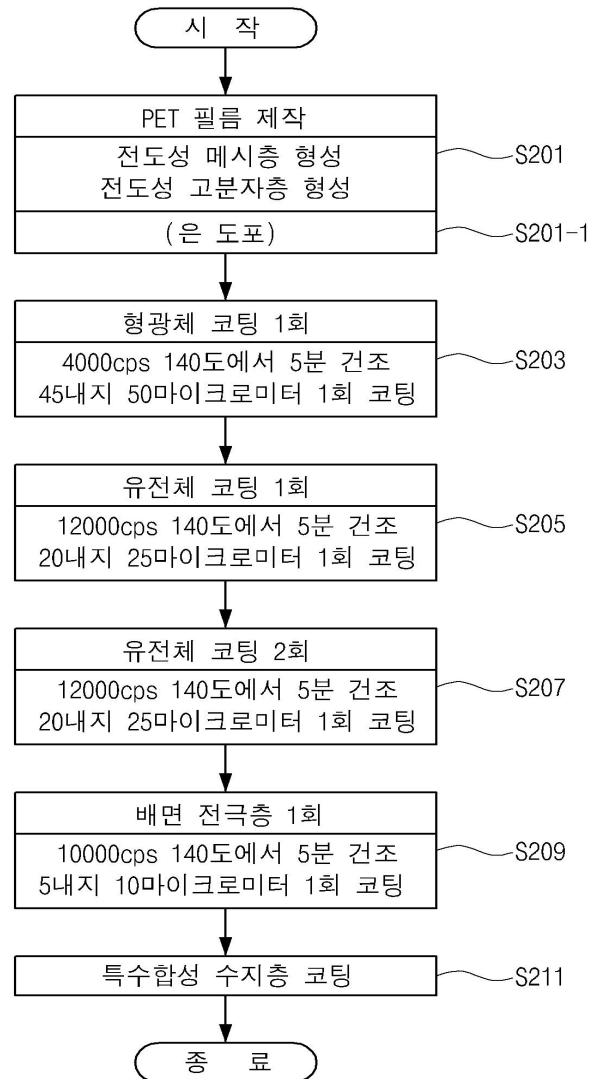 시 작
PET 필름 제작
전도성 메시층 형성
전도성 고분자층 형성
S201
(은 도포)
S201-1
형광체 코팅 1회
4000cps 140도에서 5분 건조
45내지 50마이크로미터 1회 코팅
S203
유전체 코팅 1회
12000cps 140도에서 5분 건조
20내지 25마이크로미터 1회 코팅
S205
유전체 코팅 2회
12000cps 140도에서 5분 건조
20내지 25마이크로미터 1회 코팅
S207
배면 전극층 1회
10000cps 140도에서 5분 건조
5내지 10마이크로미터 1회 코팅
S209
특수합성 수지층 코팅
S211
종 료